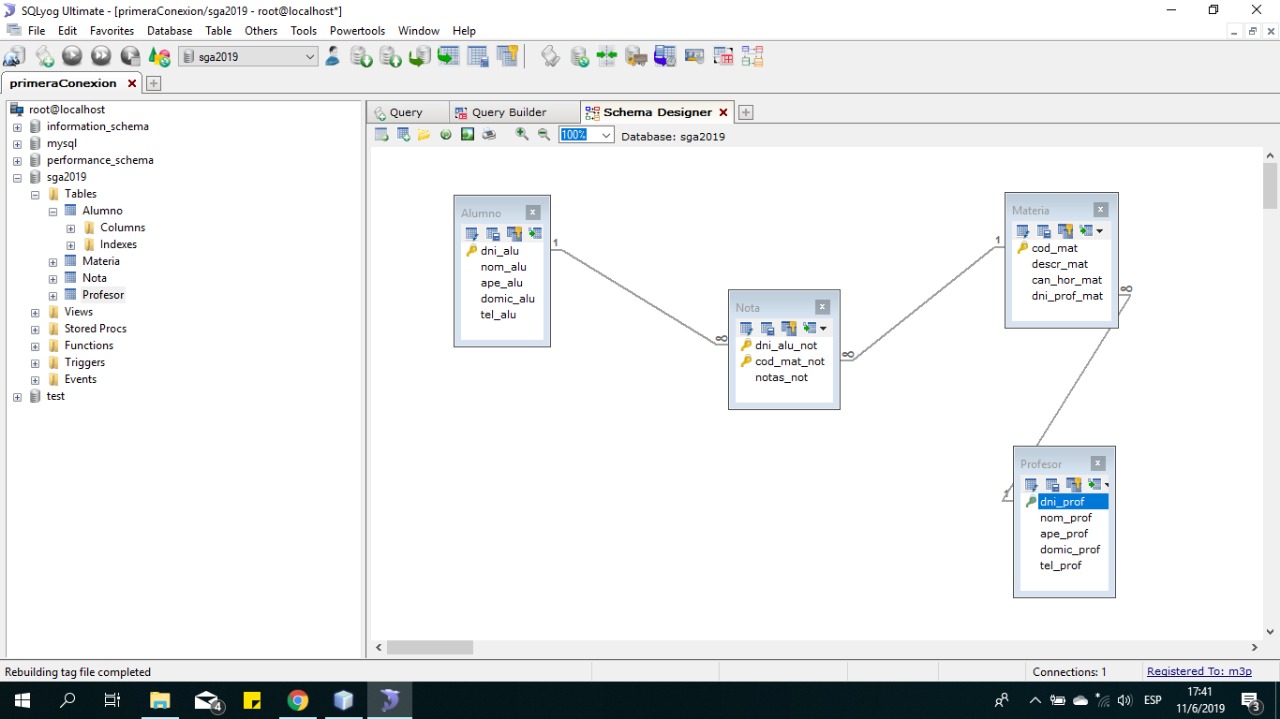 SQLyog Ultimate - [primeraConexion/sga2019 - root@localhost*]
File Edit Favorites Database Table Others Tools Powertools Window Help
sga2019
primeraConexion
root@localhost
information_schema
mysql
performance_schema
sga2019
Tables
Alumno
Columns
Indexes
Materia
Nota
Profesor
Views
Stored Procs
Functions
Triggers
Events
test
Query Query Builder Schema Designer
100% Database: sga2019
Alumno
dni_alu
nom_alu
ape_alu
domic_alu
tel_alu
1
∞
Nota
dni_alu_not
cod_mat_not
notas_not
∞
1
Materia
cod_mat
descr_mat
can_hor_mat
dni_prof_mat
∞
1
Profesor
dni_prof
nom_prof
ape_prof
domic_prof
tel_prof
Rebuilding tag file completed Connections: 1 Registered To: m3p
4
ESP
17:41
11/6/2019
3